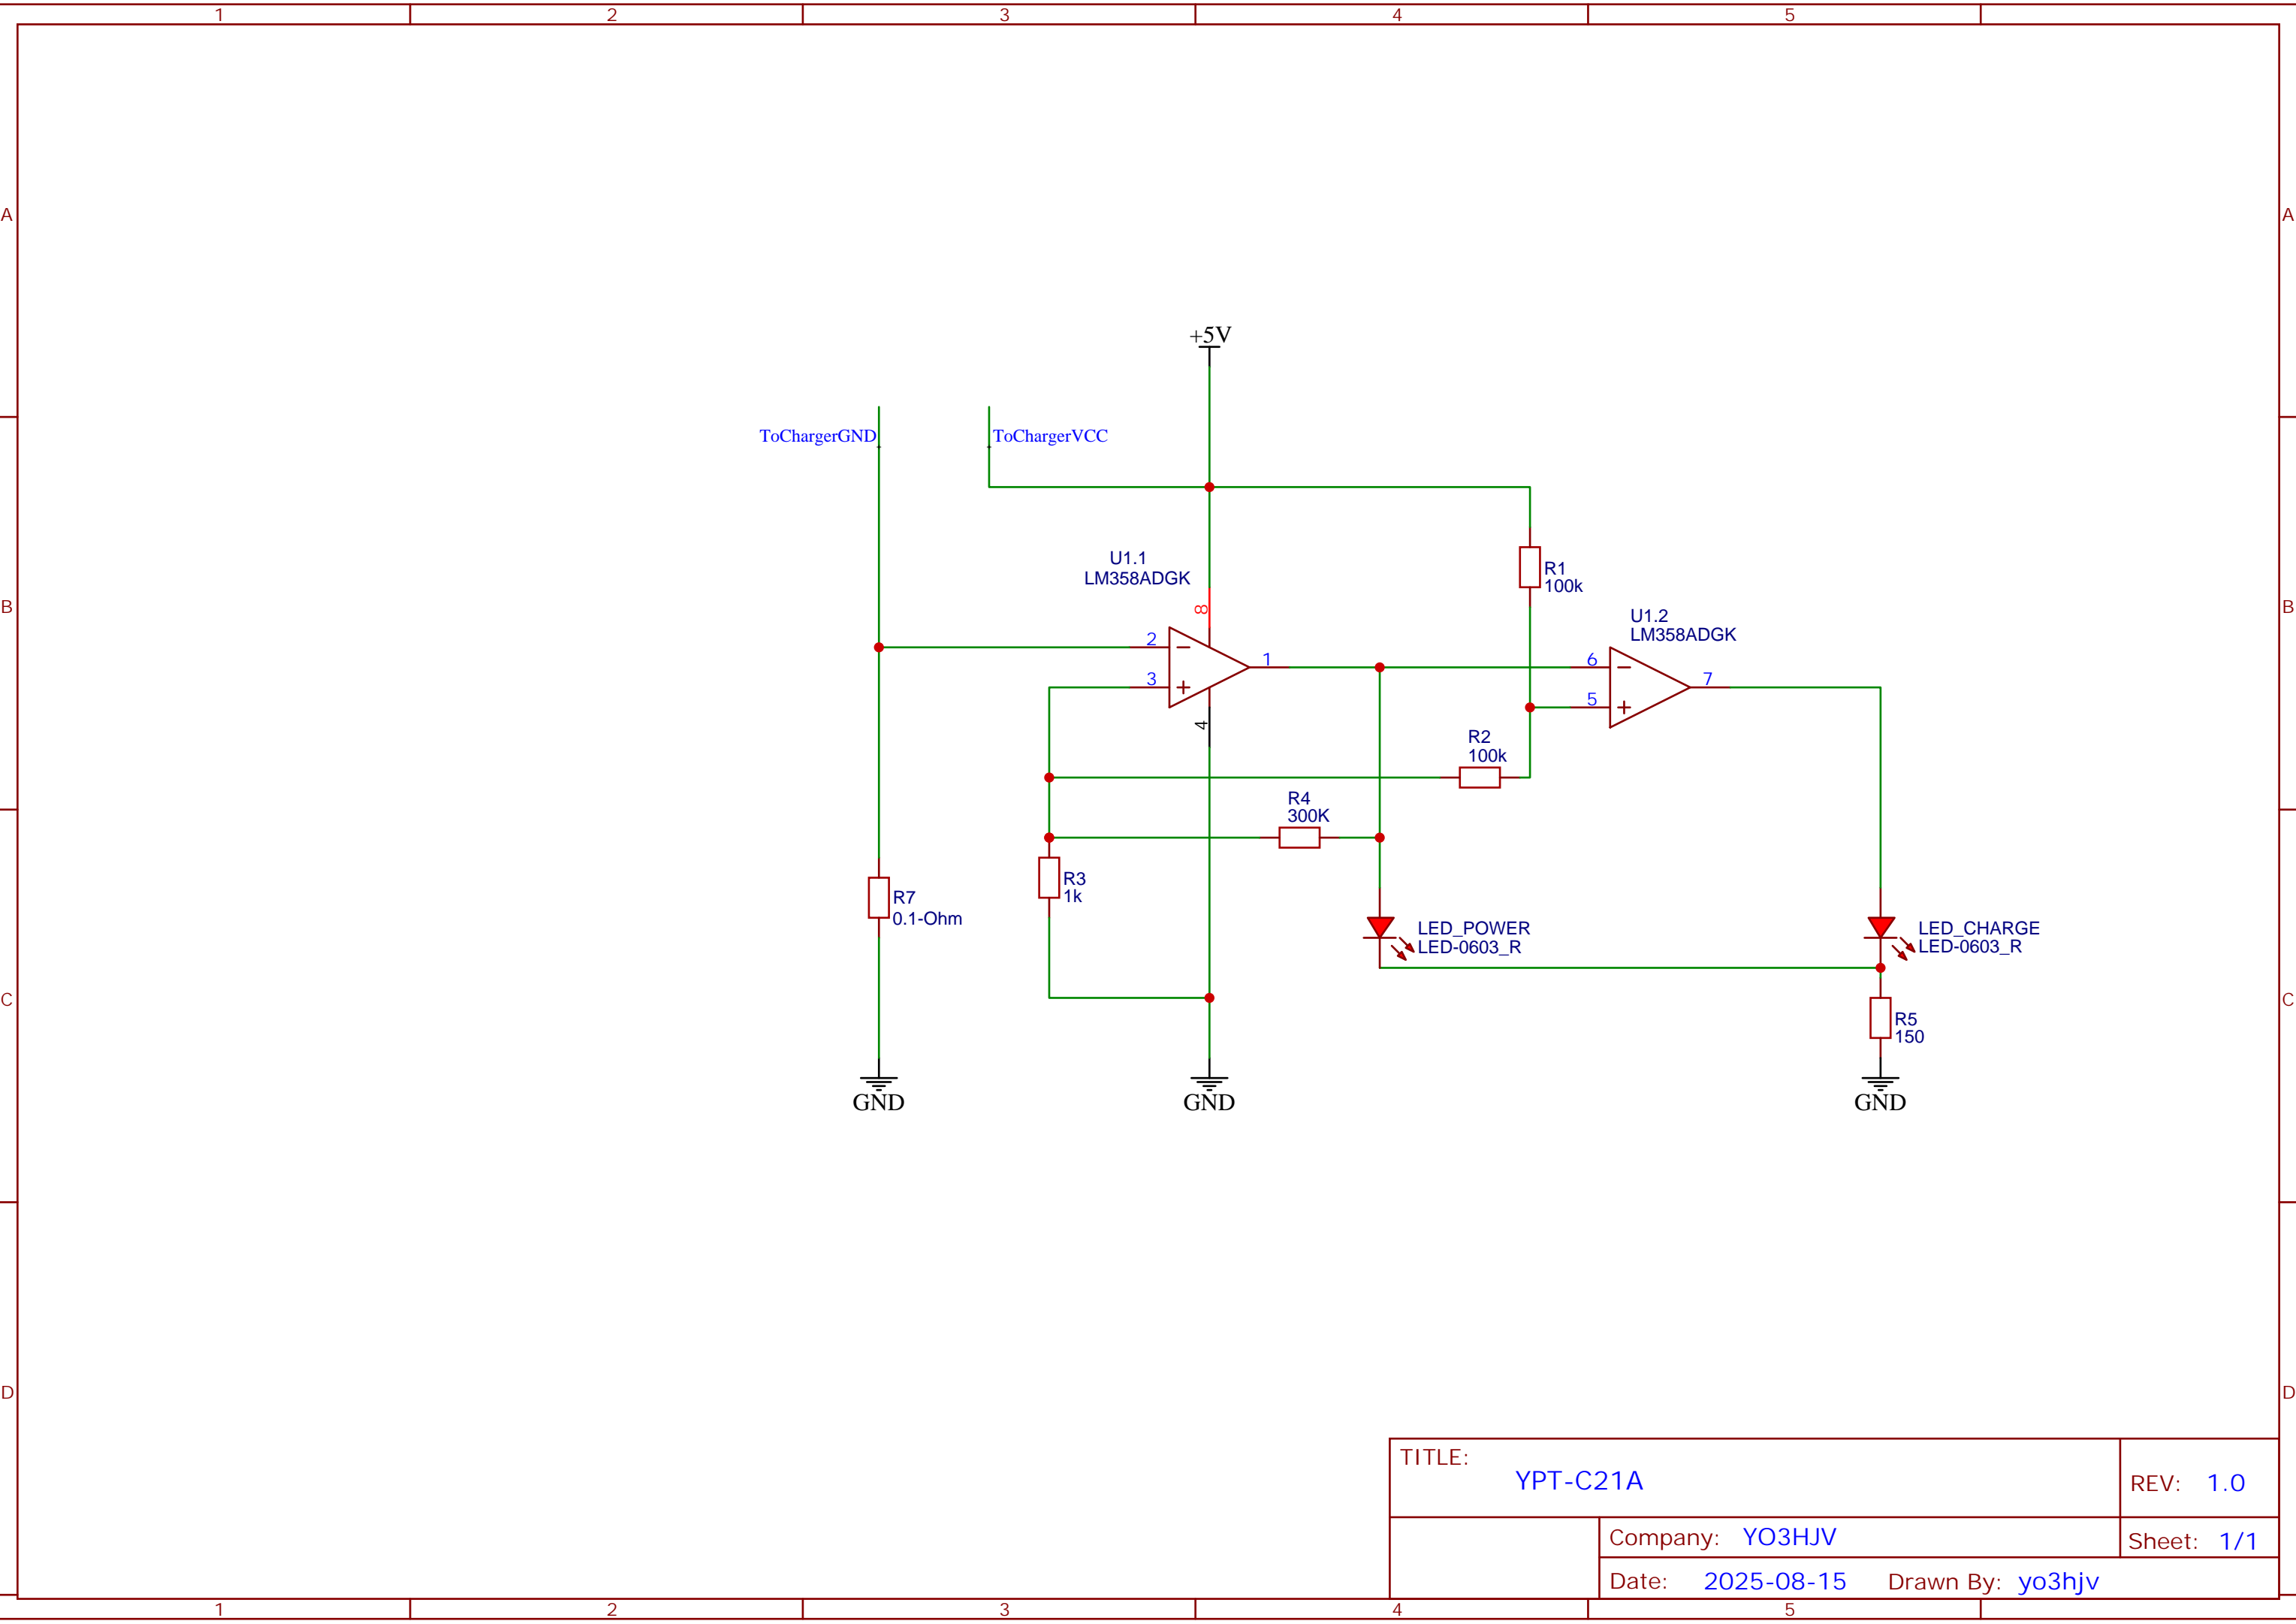 1 2 3 4 5
A A
+5V
ToChargerGND ToChargerVCC
U1.1
LM358ADGK
8
R1
100k
B B
U1.2
LM358ADGK
2
1
6
3
7
5
4
R2
100k
R4
300K
R3
1k
R7
0.1-Ohm
LED_POWER
LED-0603_R
LED_CHARGE
LED-0603_R
C C
R5
150
GND GND GND
D D
TITLE:
YPT-C21A
REV: 1.0
Company: YO3HJV
Sheet: 1/1
Date: 2025-08-15 Drawn By: yo3hjv
1 2 3 4 5